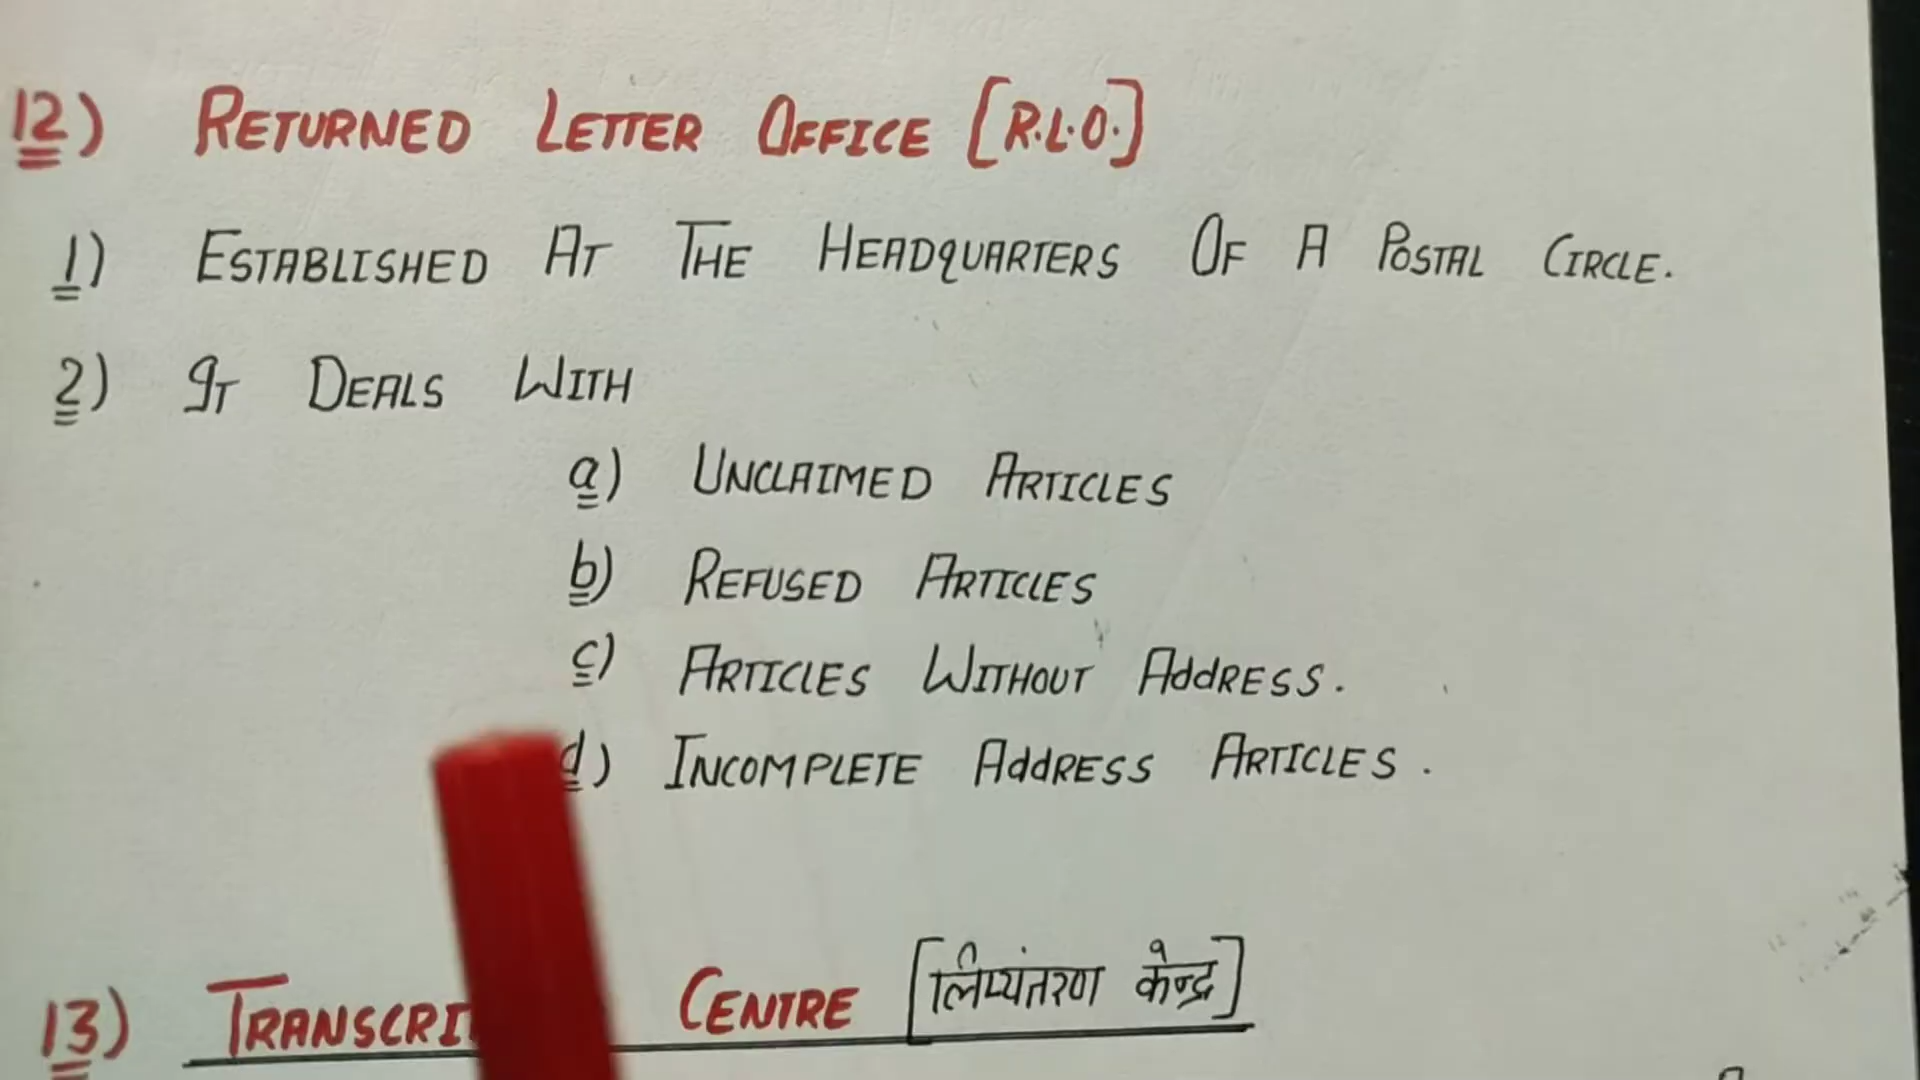 12) RETURNED LETTER OFFICE [R.L.O.]
1) ESTABLISHED AT THE HEADQUARTERS OF A POSTAL CIRCLE.
2) IT DEALS WITH
a) UNCLAIMED ARTICLES
b) REFUSED ARTICLES
c) ARTICLES WITHOUT ADDRESS.
d) INCOMPLETE ADDRESS ARTICLES.
13) CENTRE [लिप्यंतरण केन्द्र]